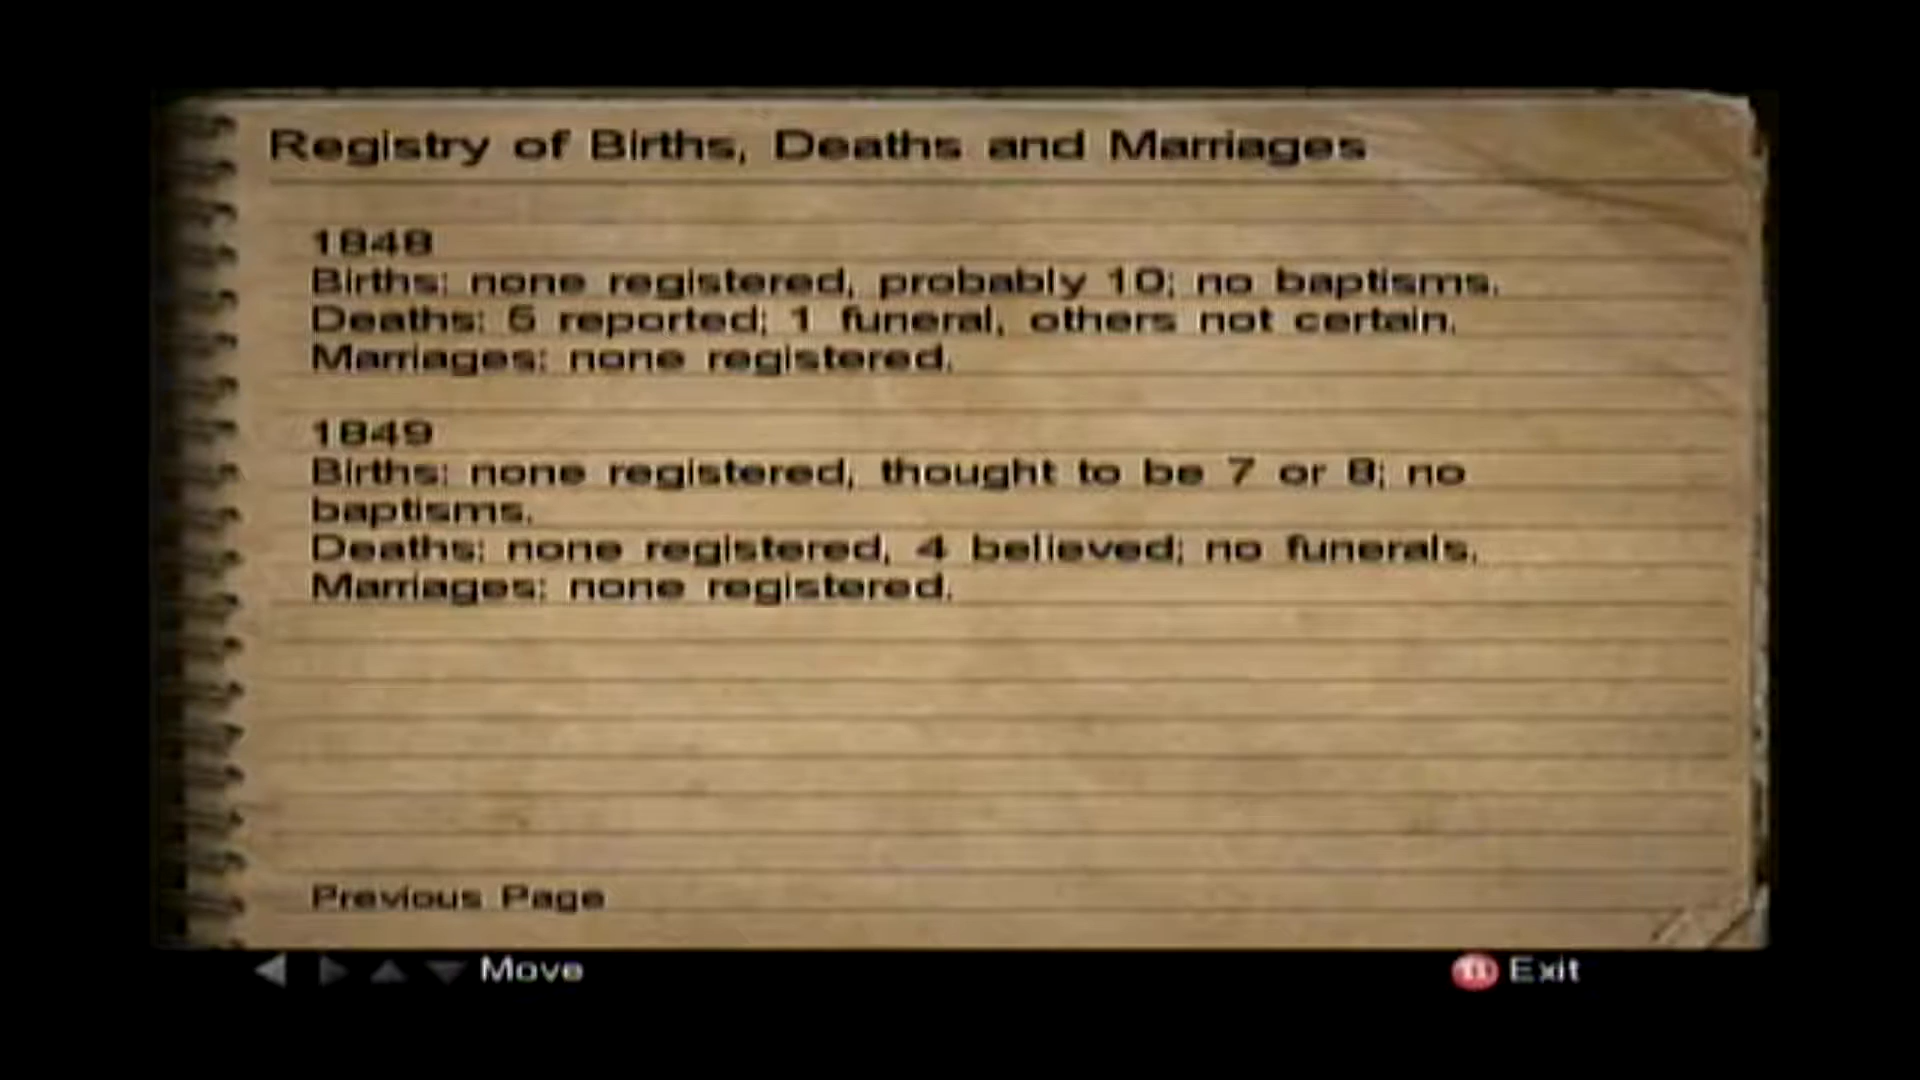 Registry of Births, Deaths and Marriages
1848
Births: none registered, probably 10; no baptisms.
Deaths: 5 reported; 1 funeral, others not certain.
Marriages: none registered.
1849
Births: none registered, thought to be 7 or 8; no
baptisms.
Deaths: none registered, 4 believed; no funerals.
Marriages: none registered.
Previous Page
Move
Exit